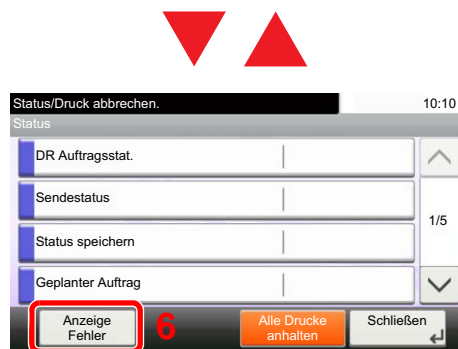 Status/Druck abbrechen. 10:10
Status
DR Auftragsstat.
Sendestatus
1/5
Status speichern
Geplanter Auftrag
Anzeige
Fehler
6
Alle Drucke
anhalten
Schließen